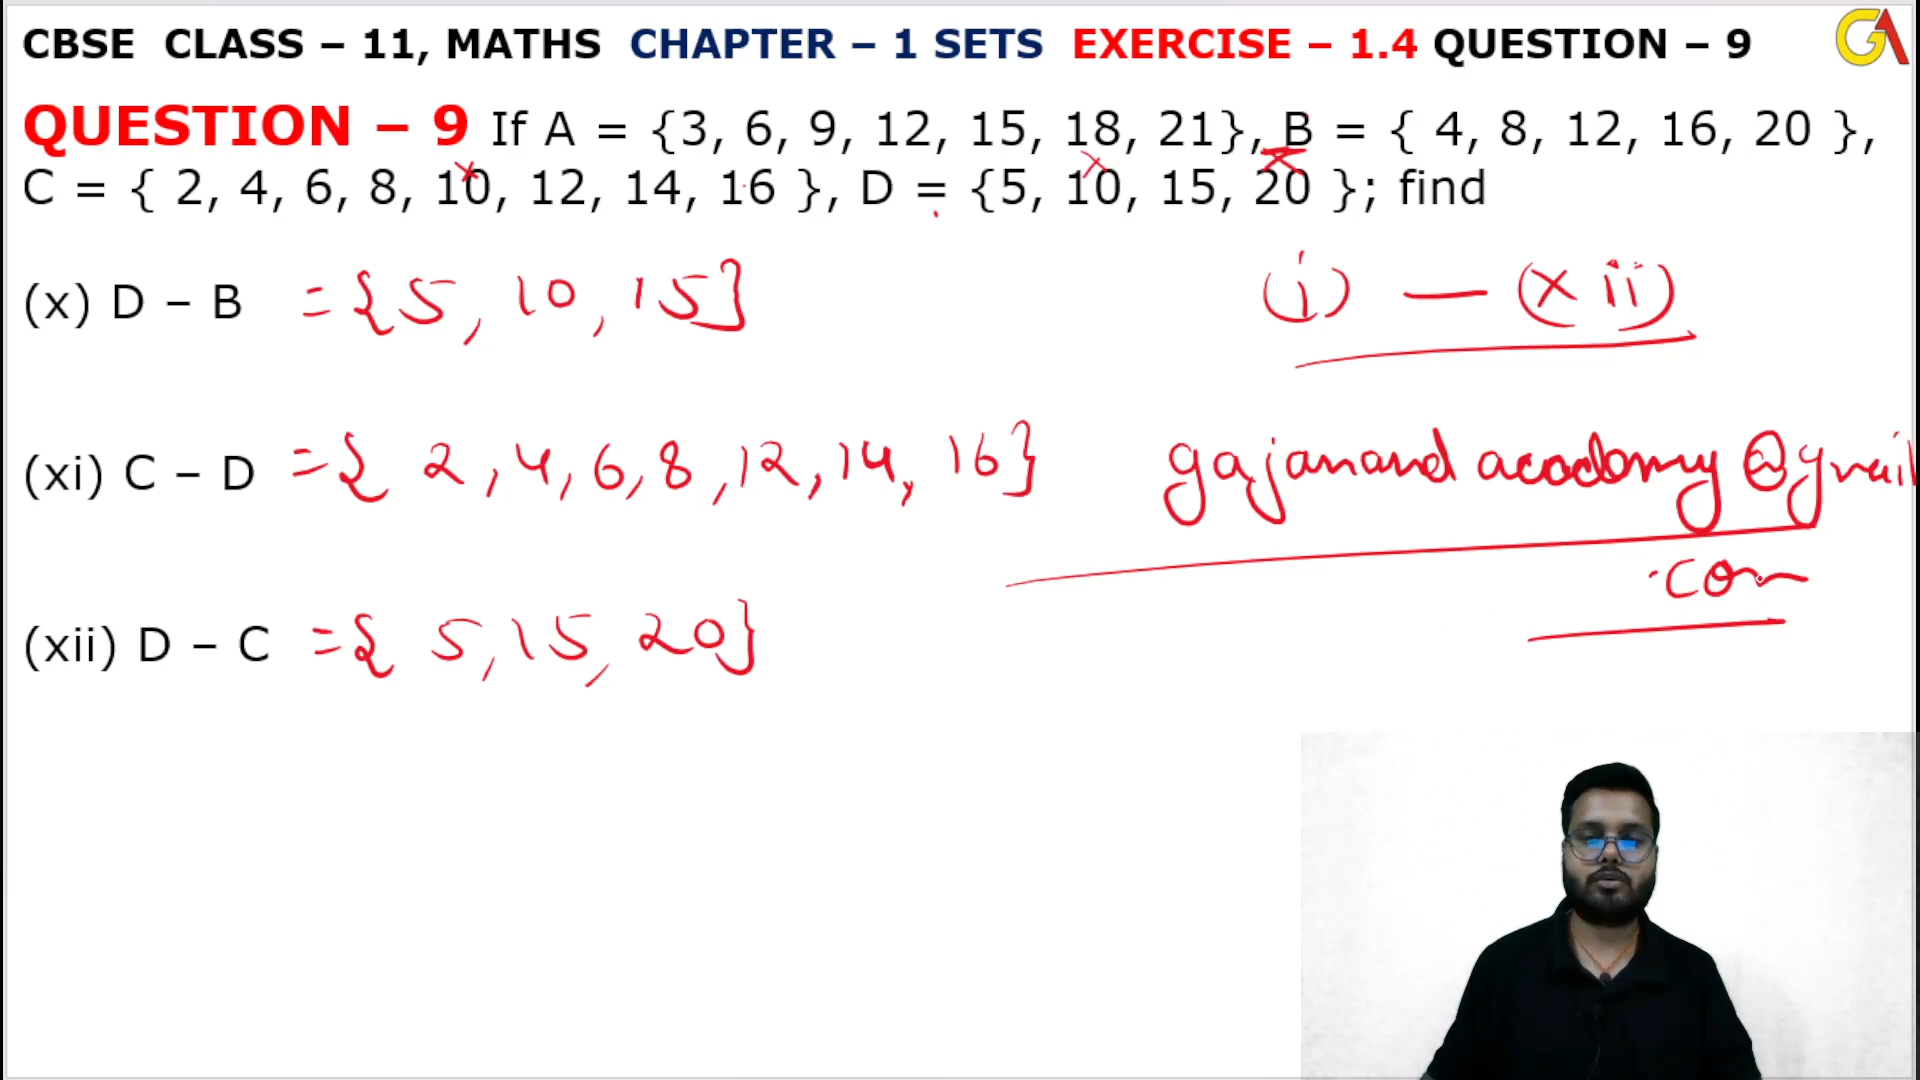 CBSE CLASS – 11, MATHS CHAPTER – 1 SETS EXERCISE – 1.4 QUESTION – 9
GA
QUESTION – 9 If A = {3, 6, 9, 12, 15, 18, 21}, B = { 4, 8, 12, 16, 20 },
C = { 2, 4, 6, 8, 10, 12, 14, 16 }, D = {5, 10, 15, 20 }; find
(x) D – B = {5, 10, 15}
(i) — (xii)
(xi) C – D = { 2, 4, 6, 8, 12, 14, 16}
gajanand academy @gmail
.com
(xii) D – C = { 5, 15, 20}